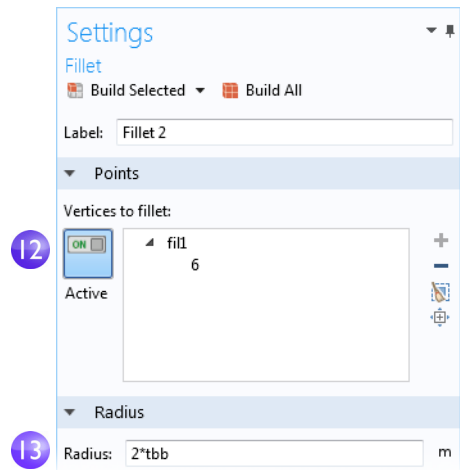 Settings
Fillet
Build Selected Build All
Label: Fillet 2
Points
Vertices to fillet:
12
ON
fil1
6
Active
Radius
13
Radius: 2*tbb m